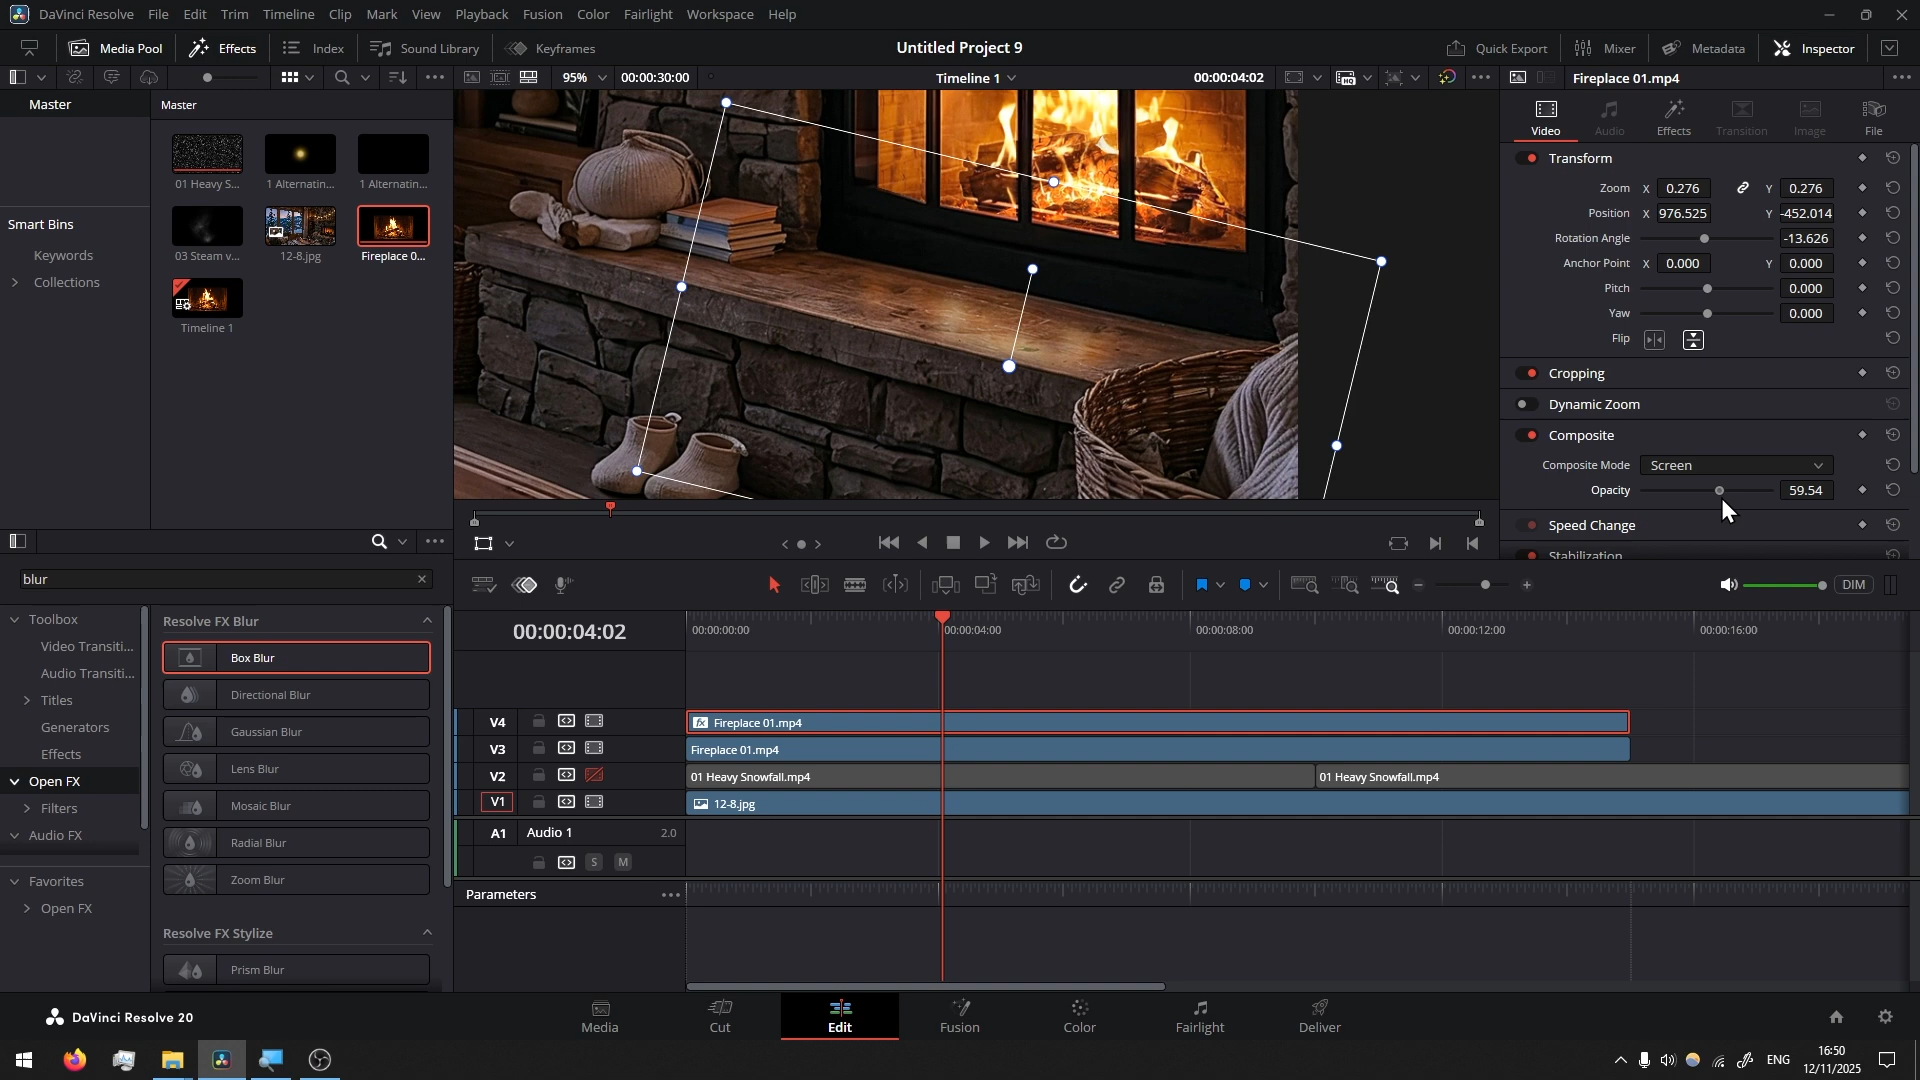 DaVinci Resolve File Edit Trim Timeline Clip Mark View Playback Fusion Color Fairlight Workspace Help
Media Pool Effects Index Sound Library Keyframes Untitled Project 9 Quick Export Mixer Metadata Inspector
95% 00:00:30:00 Timeline 1 00:00:04:02 Fireplace 01.mp4
Master Master
Video Audio Effects Transition Image File
Transform
01 Heavy S... 1 Alternatin... 1 Alternatin...
Zoom X 0.276 Y 0.276
Position X 976.525 Y -452.014
Smart Bins
Rotation Angle -13.626
Keywords 03 Steam v... 12-8.jpg Fireplace 0...
Anchor Point X 0.000 Y 0.000
Collections
Pitch 0.000
Yaw 0.000
Timeline 1
Flip
Cropping
Dynamic Zoom
Composite
Composite Mode Screen
Opacity 59.54
Speed Change
Stabilization
blur
DIM
Toolbox
Resolve FX Blur
00:00:04:02 00:00:00:00 00:00:04:00 00:00:08:00 00:00:12:00 00:00:16:00
Video Transiti...
Box Blur
Audio Transiti...
Directional Blur
Titles
Generators
Gaussian Blur
V4 Fireplace 01.mp4
V3 Fireplace 01.mp4
Effects
Lens Blur
V2 01 Heavy Snowfall.mp4 01 Heavy Snowfall.mp4
Open FX
V1 12-8.jpg
Filters
Mosaic Blur
Audio FX
A1 Audio 1 2.0
Radial Blur
S M
Favorites
Zoom Blur
Parameters
Open FX
Resolve FX Stylize
Prism Blur
DaVinci Resolve 20
Media Cut Edit Fusion Color Fairlight Deliver
ENG
16:50
12/11/2025